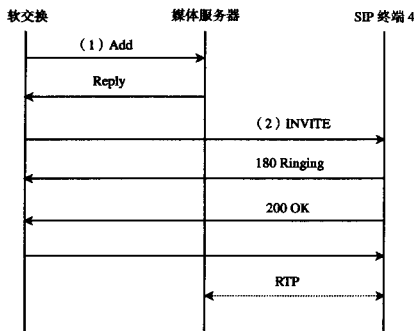 软交换 媒体服务器 SIP 终端 4
（1）Add
Reply
（2）INVITE
180 Ringing
200 OK
RTP